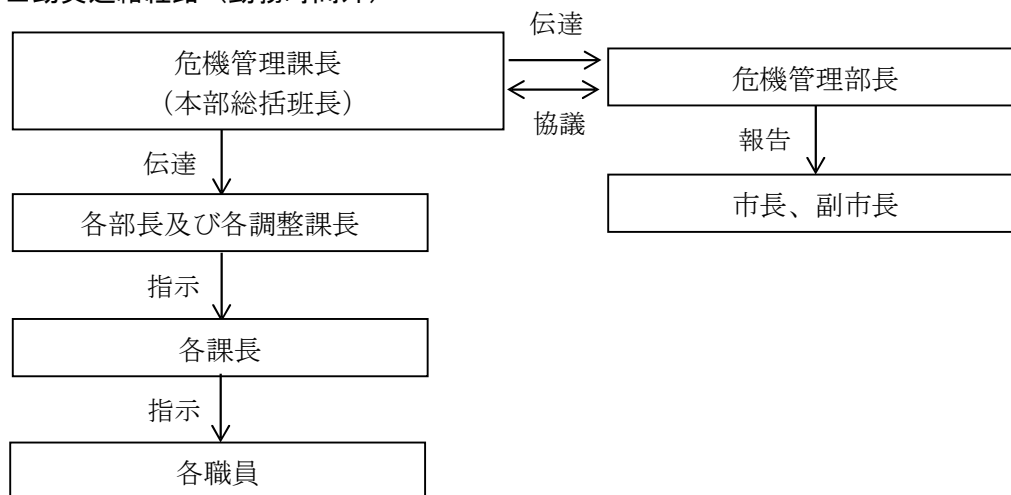 伝達
危機管理課長
(本部総括班長)
危機管理部長
協議
報告
伝達
市長、副市長
各部長及び各調整課長
指示
各課長
指示
各職員